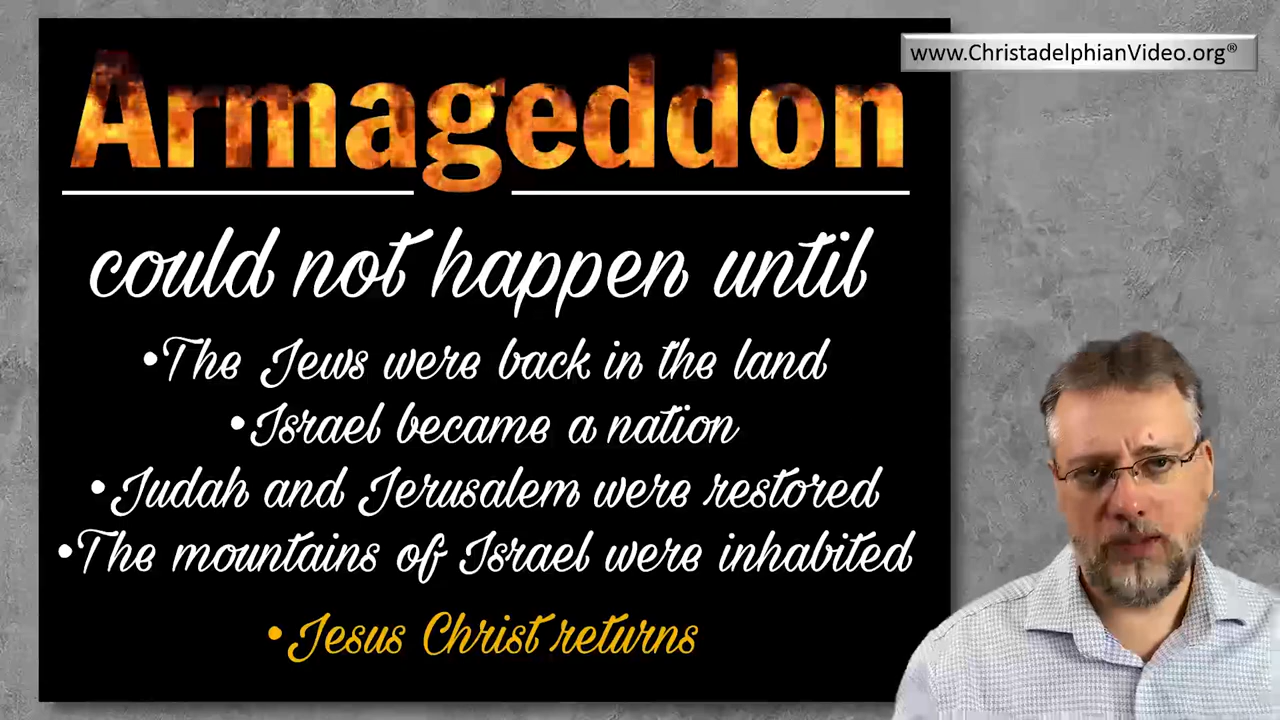 www.ChristadelphianVideo.org®
Armageddon
could not happen until
•The Jews were back in the land
•Israel became a nation
•Judah and Jerusalem were restored
•The mountains of Israel were inhabited
•Jesus Christ returns